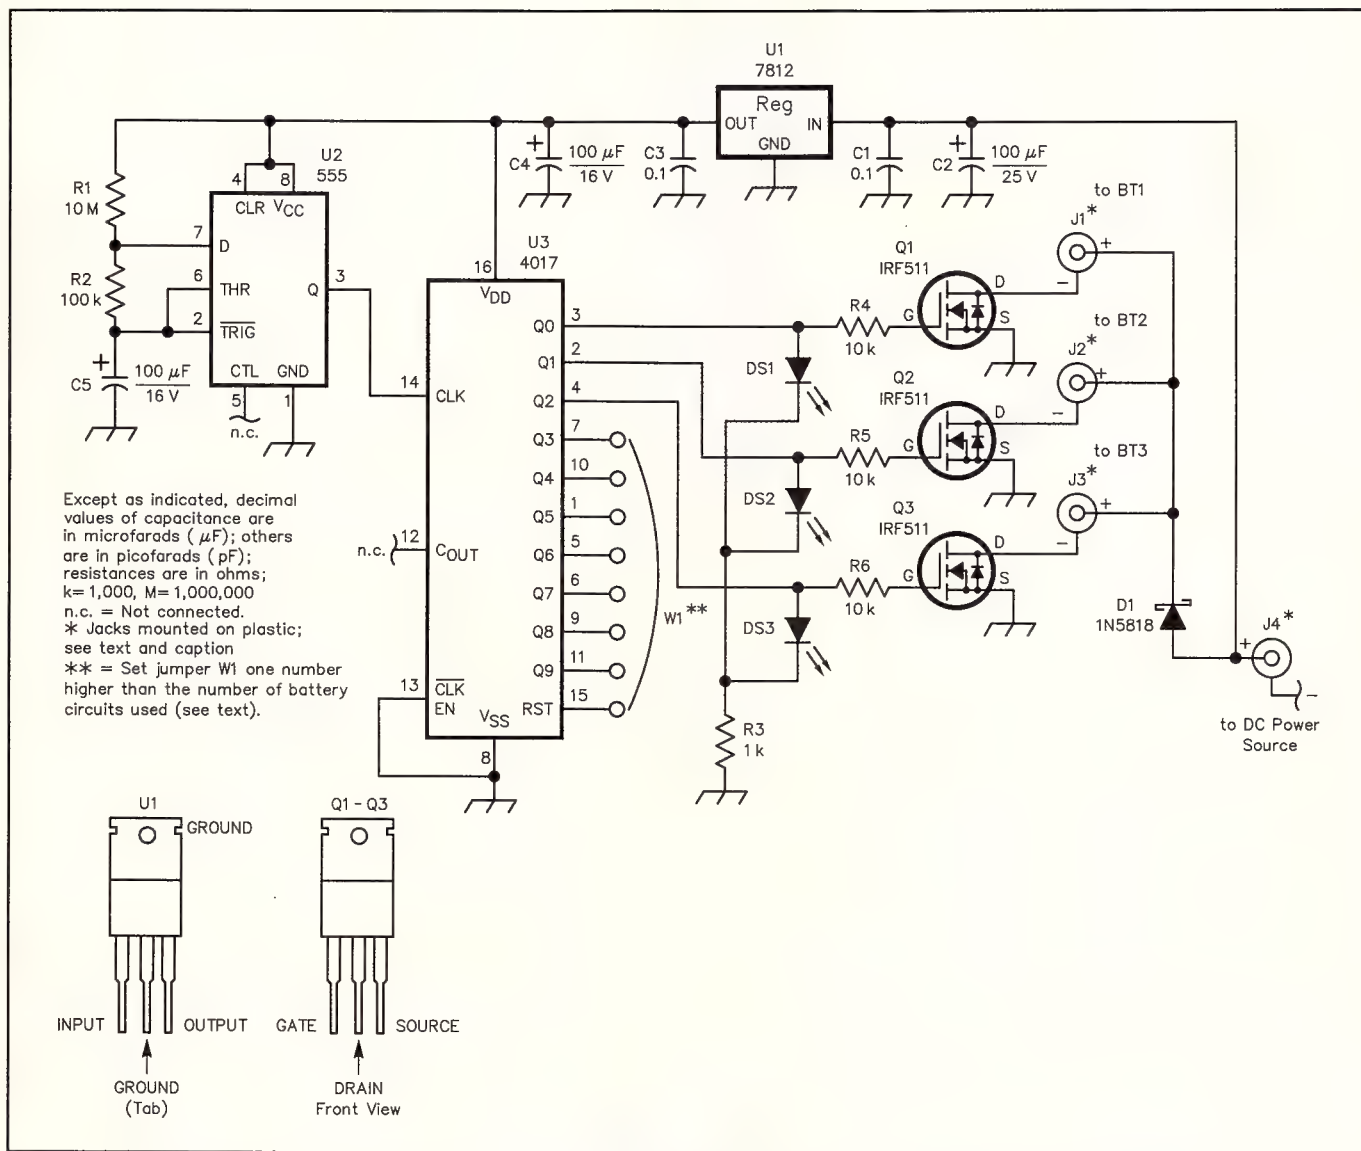 U1
7812
Reg
OUT
IN
GND
U2
555
4
8
CLR
VCC
R1
10 M
7
D
R2
100 k
6
THR
Q
3
2
TRIG
+
C5
100 µF
16 V
CTL
GND
5
1
n.c.
+
C4
100 µF
16 V
C3
0.1
C1
0.1
+
C2
100 µF
25 V
U3
4017
16
VDD
14
CLK
Q0
3
Q1
2
Q2
4
Q3
7
Q4
10
Q5
1
Q6
5
Q7
6
Q8
9
Q9
11
RST
15
n.c.
12
COUT
13
CLK
EN
VSS
8
W1 **
DS1
DS2
DS3
R3
1 k
R4
10 k
R5
10 k
R6
10 k
Q1
IRF511
G
D
S
Q2
IRF511
G
D
S
Q3
IRF511
G
D
S
to BT1
J1*
+
−
to BT2
J2*
+
−
to BT3
J3*
+
−
D1
1N5818
J4*
+
−
to DC Power
Source
Except as indicated, decimal
values of capacitance are
in microfarads ( µF); others
are in picofarads ( pF);
resistances are in ohms;
k= 1,000, M= 1,000,000
n.c. = Not connected.
* Jacks mounted on plastic;
see text and caption
** = Set jumper W1 one number
higher than the number of battery
circuits used (see text).
U1
GROUND
INPUT
OUTPUT
GROUND
(Tab)
Q1 - Q3
GATE
SOURCE
DRAIN
Front View